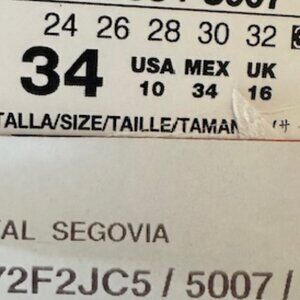 5007
24 26 28 30 32
34 USA MEX UK
10 34 16
TALLA/SIZE/TAILLE/TAMAN
AL SEGOVIA
72F2JC5 / 5007 /